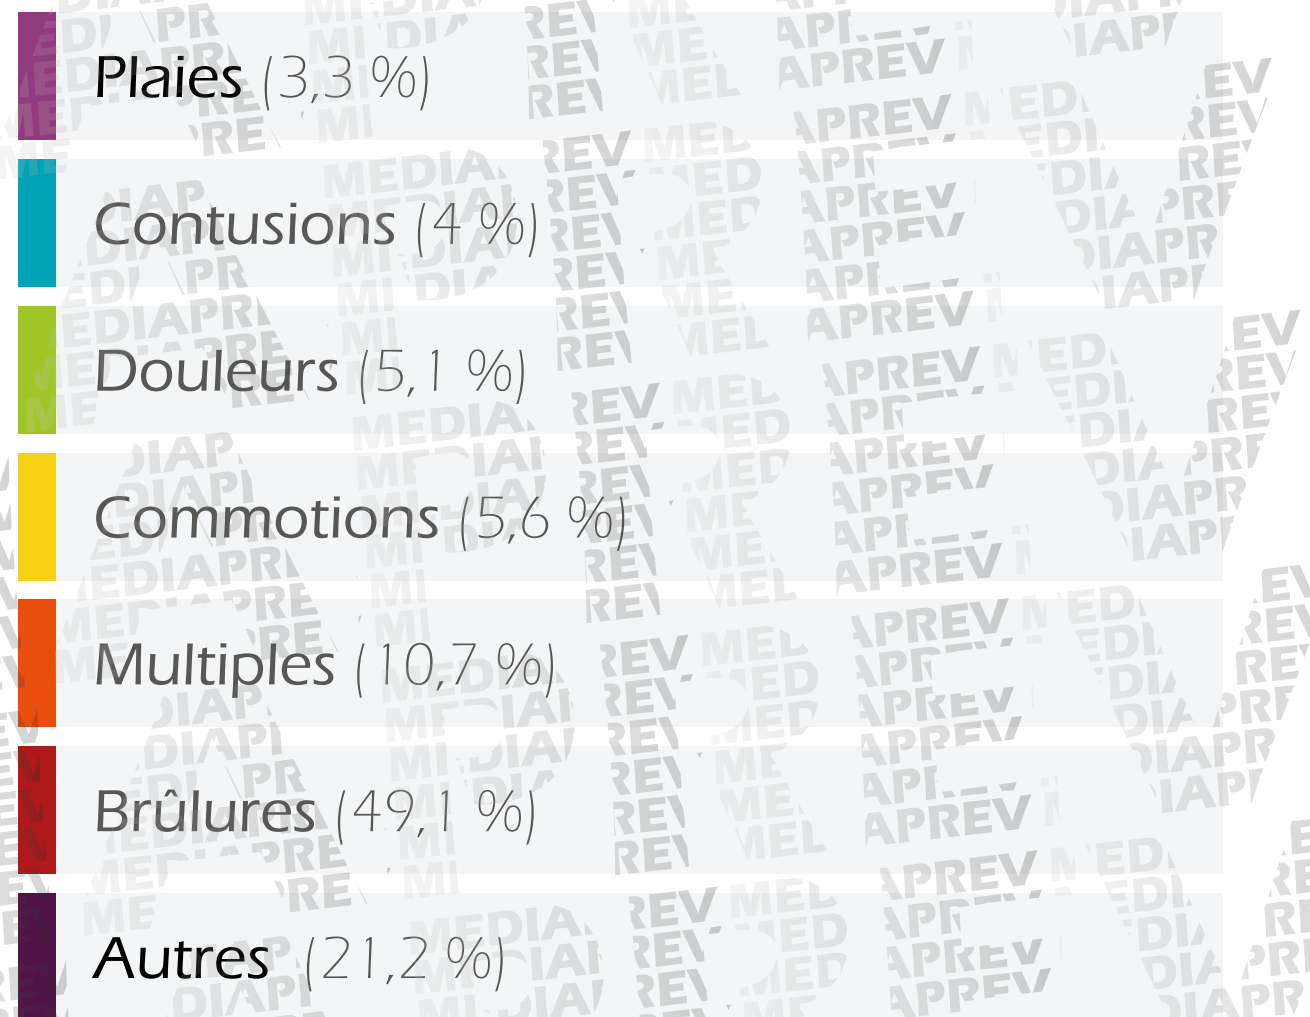 Plaies (3,3 %)
Contusions (4 %)
Douleurs (5,1 %)
Commotions (5,6 %)
Multiples (10,7 %)
Brûlures (49,1 %)
Autres (21,2 %)